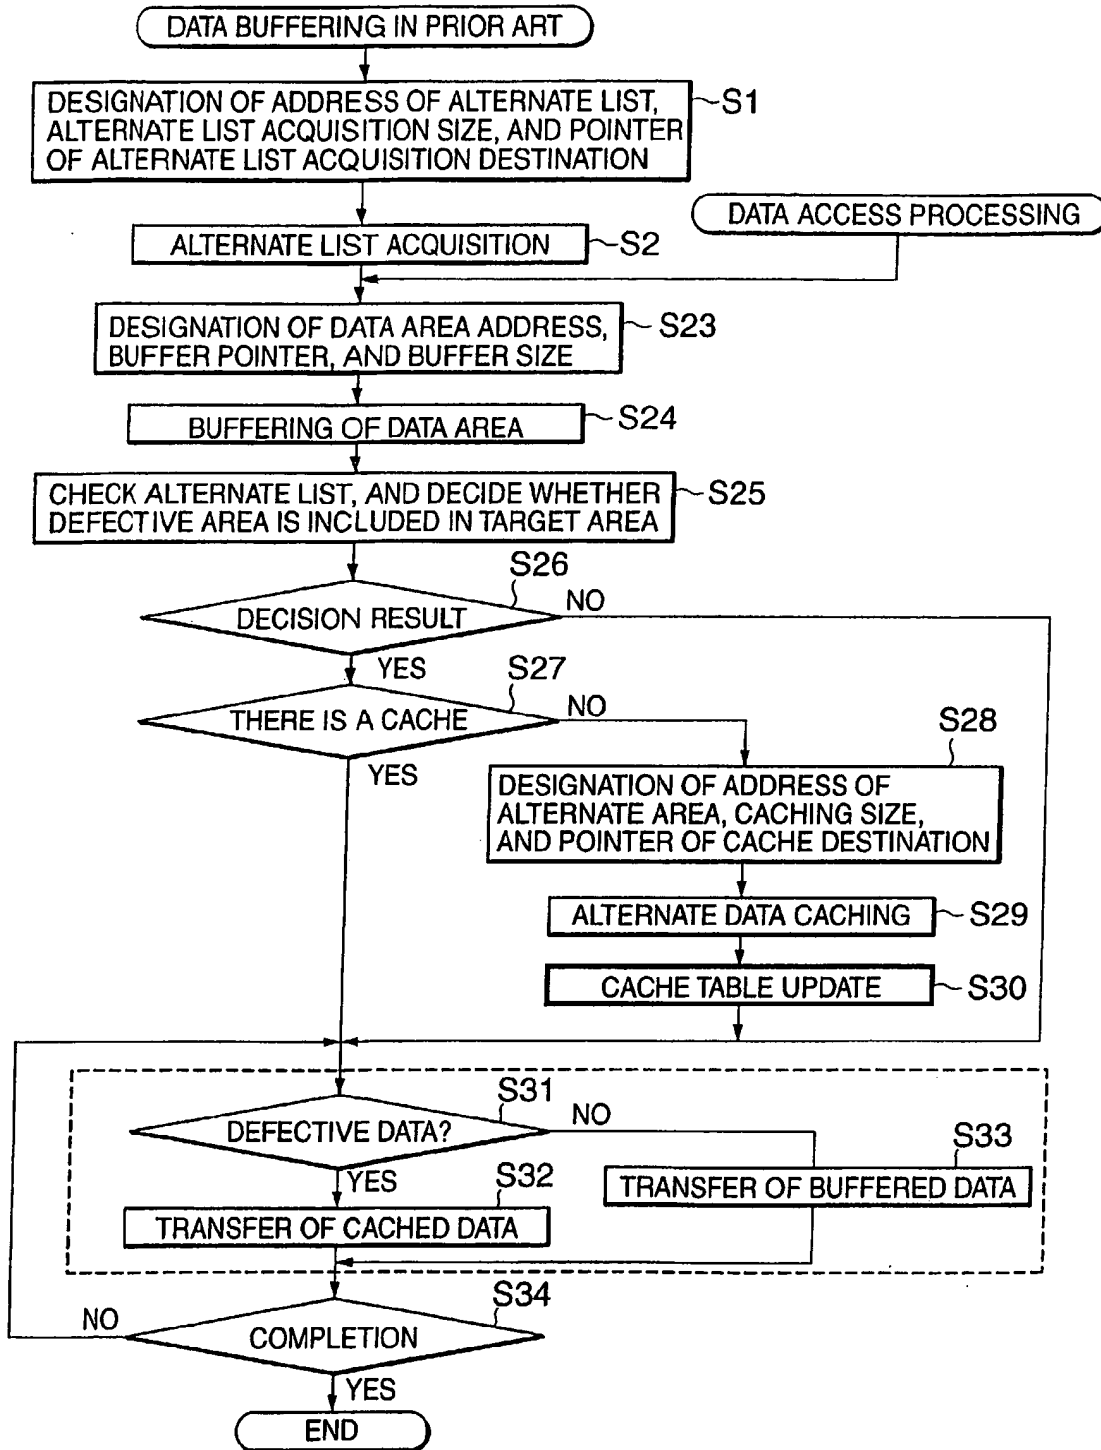 DATA BUFFERING IN PRIOR ART
DESIGNATION OF ADDRESS OF ALTERNATE LIST,
ALTERNATE LIST ACQUISITION SIZE, AND POINTER
OF ALTERNATE LIST ACQUISITION DESTINATION
S1
DATA ACCESS PROCESSING
ALTERNATE LIST ACQUISITION
S2
DESIGNATION OF DATA AREA ADDRESS,
BUFFER POINTER, AND BUFFER SIZE
S23
BUFFERING OF DATA AREA
S24
CHECK ALTERNATE LIST, AND DECIDE WHETHER
DEFECTIVE AREA IS INCLUDED IN TARGET AREA
S25
S26
DECISION RESULT
NO
YES
S27
THERE IS A CACHE
NO
YES
S28
DESIGNATION OF ADDRESS OF
ALTERNATE AREA, CACHING SIZE,
AND POINTER OF CACHE DESTINATION
ALTERNATE DATA CACHING
S29
CACHE TABLE UPDATE
S30
S31
DEFECTIVE DATA?
NO
YES
S33
TRANSFER OF BUFFERED DATA
S32
TRANSFER OF CACHED DATA
S34
NO
COMPLETION
YES
END